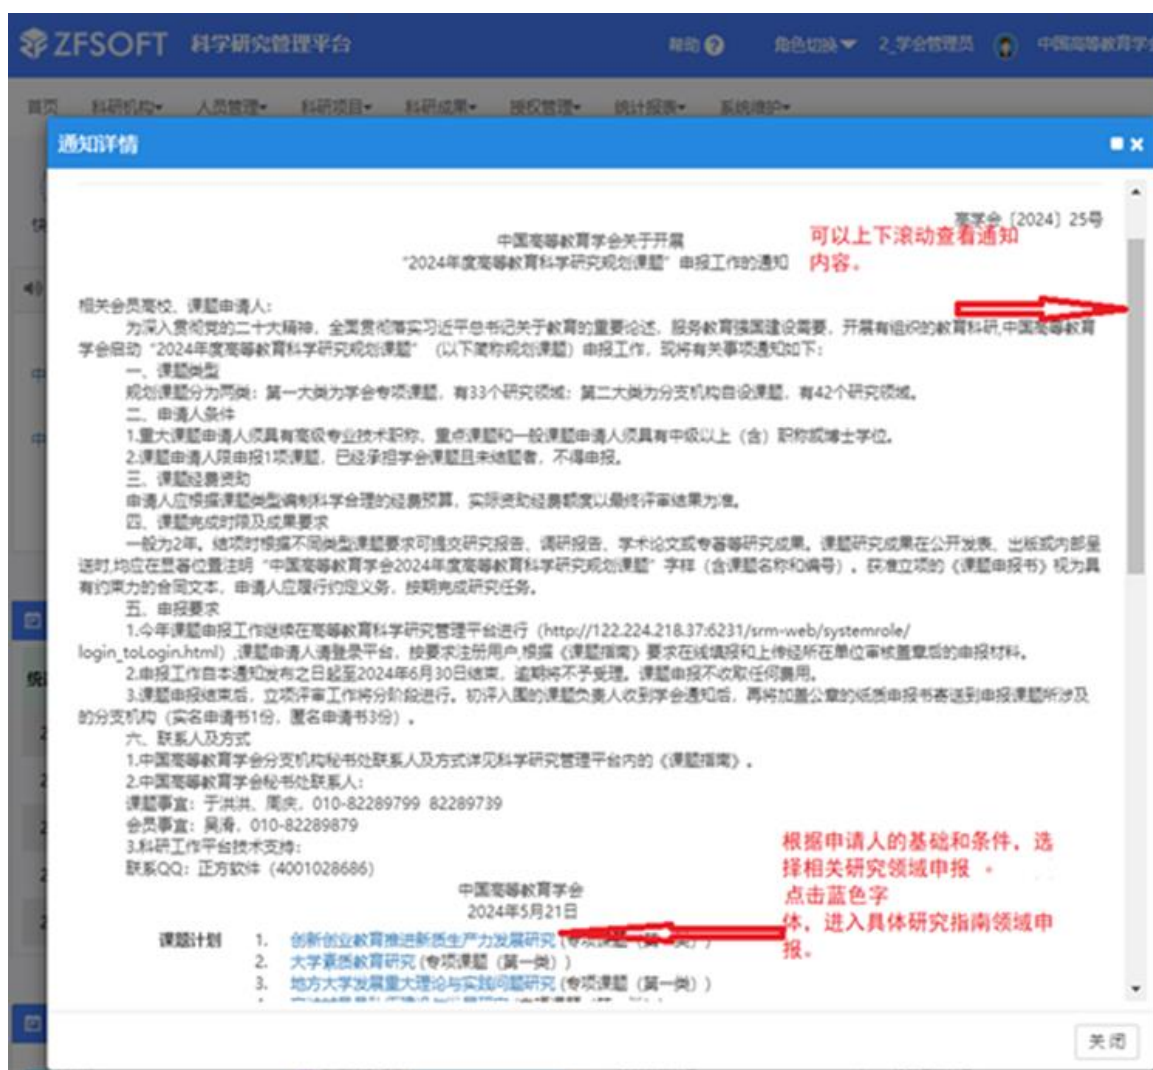 ZFSOFT 科学研究管理平台 帮助 角色切换 2_学会管理员 中国高等教育学会
首页 科研机构 人员管理 科研项目 科研成果 授权管理 统计报表 系统维护
通知详情
高学会〔2024〕25号
中国高等教育学会关于开展
可以上下滚动查看通知
"2024年度高等教育科学研究规划课题"申报工作的通知
内容。
相关会员高校、课题申请人：
为深入贯彻党的二十大精神，全面贯彻落实习近平总书记关于教育的重要论述，服务教育强国建设需要，开展有组织的教育科研,中国高等教育
学会启动"2024年度高等教育科学研究规划课题"（以下简称规划课题）申报工作，现将有关事项通知如下：
一、课题类型
规划课题分为两类：第一大类为学会专项课题，有33个研究领域；第二大类为分支机构自设课题，有42个研究领域。
二、申请人条件
1.重大课题申请人须具有高级专业技术职称，重点课题和一般课题申请人须具有中级以上（含）职称或博士学位。
2.课题申请人限申报1项课题，已经承担学会课题且未结题者，不得申报。
三、课题经费资助
申请人应根据课题类型编制科学合理的经费预算，实际资助经费额度以最终评审结果为准。
四、课题完成时限及成果要求
一般为2年。结项时根据不同类型课题要求可提交研究报告、调研报告、学术论文或专著等研究成果。课题研究成果在公开发表、出版或内部呈
送时,均应在显著位置注明"中国高等教育学会2024年度高等教育科学研究规划课题"字样（含课题名称和编号）。获准立项的《课题申报书》视为具
有约束力的合同文本，申请人应履行约定义务，按期完成研究任务。
五、申报要求
1.今年课题申报工作继续在高等教育科学研究管理平台进行（http://122.224.218.37:6231/srm-web/systemrole/
login_toLogin.html）,课题申请人请登录平台，按要求注册用户,根据《课题指南》要求在线填报和上传经所在单位审核盖章后的申报材料。
2.申报工作自本通知发布之日起至2024年6月30日结束，逾期将不予受理。课题申报不收取任何费用。
3.课题申报结束后，立项评审工作将分阶段进行。初评入围的课题负责人收到学会通知后，再将加盖公章的纸质申报书寄送到申报课题所涉及
的分支机构（实名申请书1份，匿名申请书3份）。
六、联系人及方式
1.中国高等教育学会分支机构秘书处联系人及方式详见科学研究管理平台内的《课题指南》。
2.中国高等教育学会秘书处联系人：
课题事宜：于洪洪、周庆，010-82289799 82289739
会员事宜：吴滑，010-82289879
3.科研工作平台技术支持：
联系QQ：正方软件（4001028686）
根据申请人的基础和条件，选
择相关研究领域申报 。
点击蓝色字
体，进入具体研究指南领域申
报。
中国高等教育学会
2024年5月21日
课题计划 1. 创新创业教育推进新质生产力发展研究 (专项课题（第一类）)
2. 大学素质教育研究 (专项课题（第一类）)
3. 地方大学发展重大理论与实践问题研究 (专项课题（第一类）)
关闭